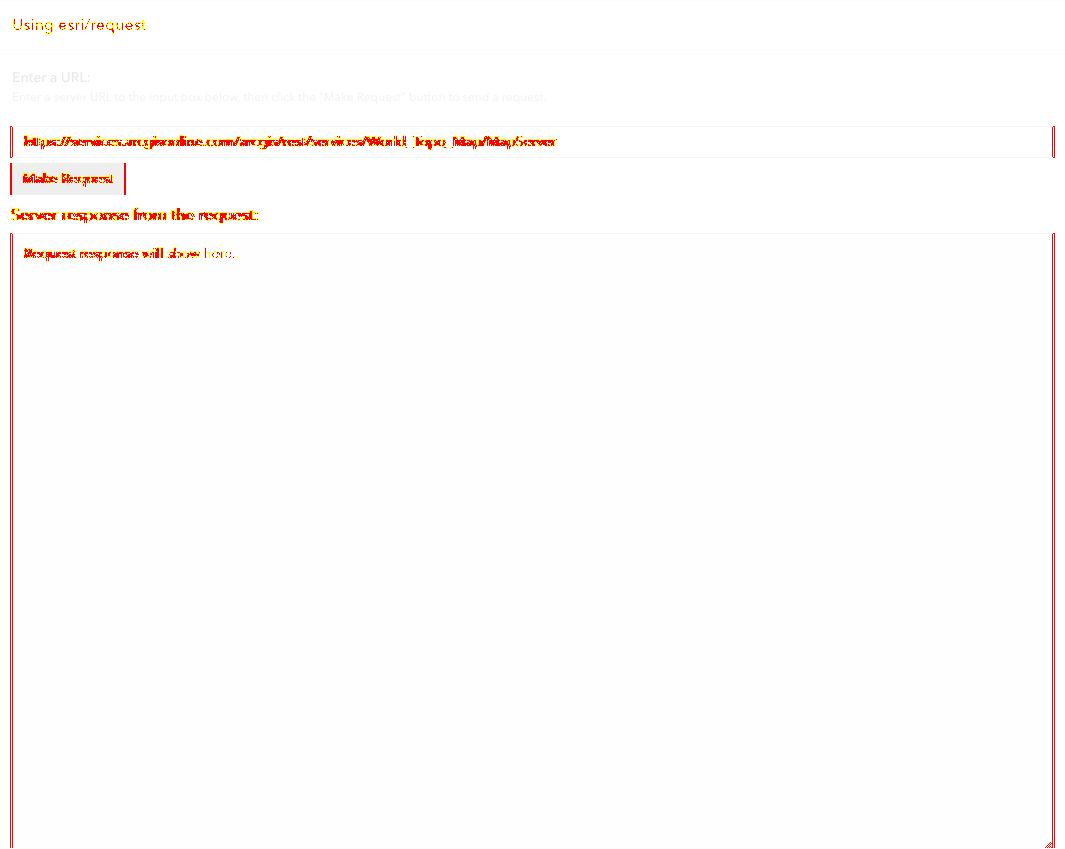 Using esri/request
Enter a URL:
Enter a server URL to the input box below, then click the "Make Request" button to send a request.
https://services.arcgisonline.com/arcgis/rest/services/World_Topo_Map/MapServer
Make Request
Server response from the request:
Request response will show here.